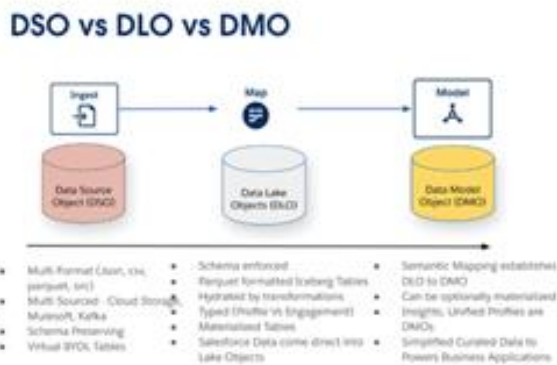 DSO vs DLO vs DMO
Ingest
Map
Model
Data Source
Object (DSO)
Data Lake
Objects (DLO)
Data Model
Object (DMO)
Multi Format (Json, csv,
parquet, orc)
Multi Sourced - Cloud Storage,
Mulesoft, Kafka
Schema Preserving
Virtual BYOL Tables
Schema enforced
Parquet formatted Iceberg Tables
Hydrated by transformations
Typed (Profile Vs Engagement)
Materialized Tables
Salesforce Data come direct into
Lake Objects
Semantic Mapping establishes
DLO to DMO
Can be optionally materialized
Insights, Unified Profiles are
DMOs
Simplified Curated Data to
Powers Business Applications